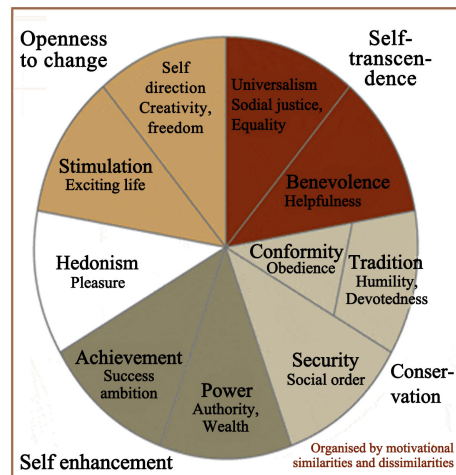 Openness
to change
Self-
transcen-
dence
Self
direction
Creativity,
freedom
Universalism
Sodial justice,
Equality
Stimulation
Exciting life
Benevolence
Helpfulness
Hedonism
Pleasure
Conformity
Obedience
Tradition
Humility,
Devotedness
Achievement
Success
ambition
Power
Authority,
Wealth
Security
Social order
Conser-
vation
Self enhancement
Organised by motivational
similarities and dissimilarities